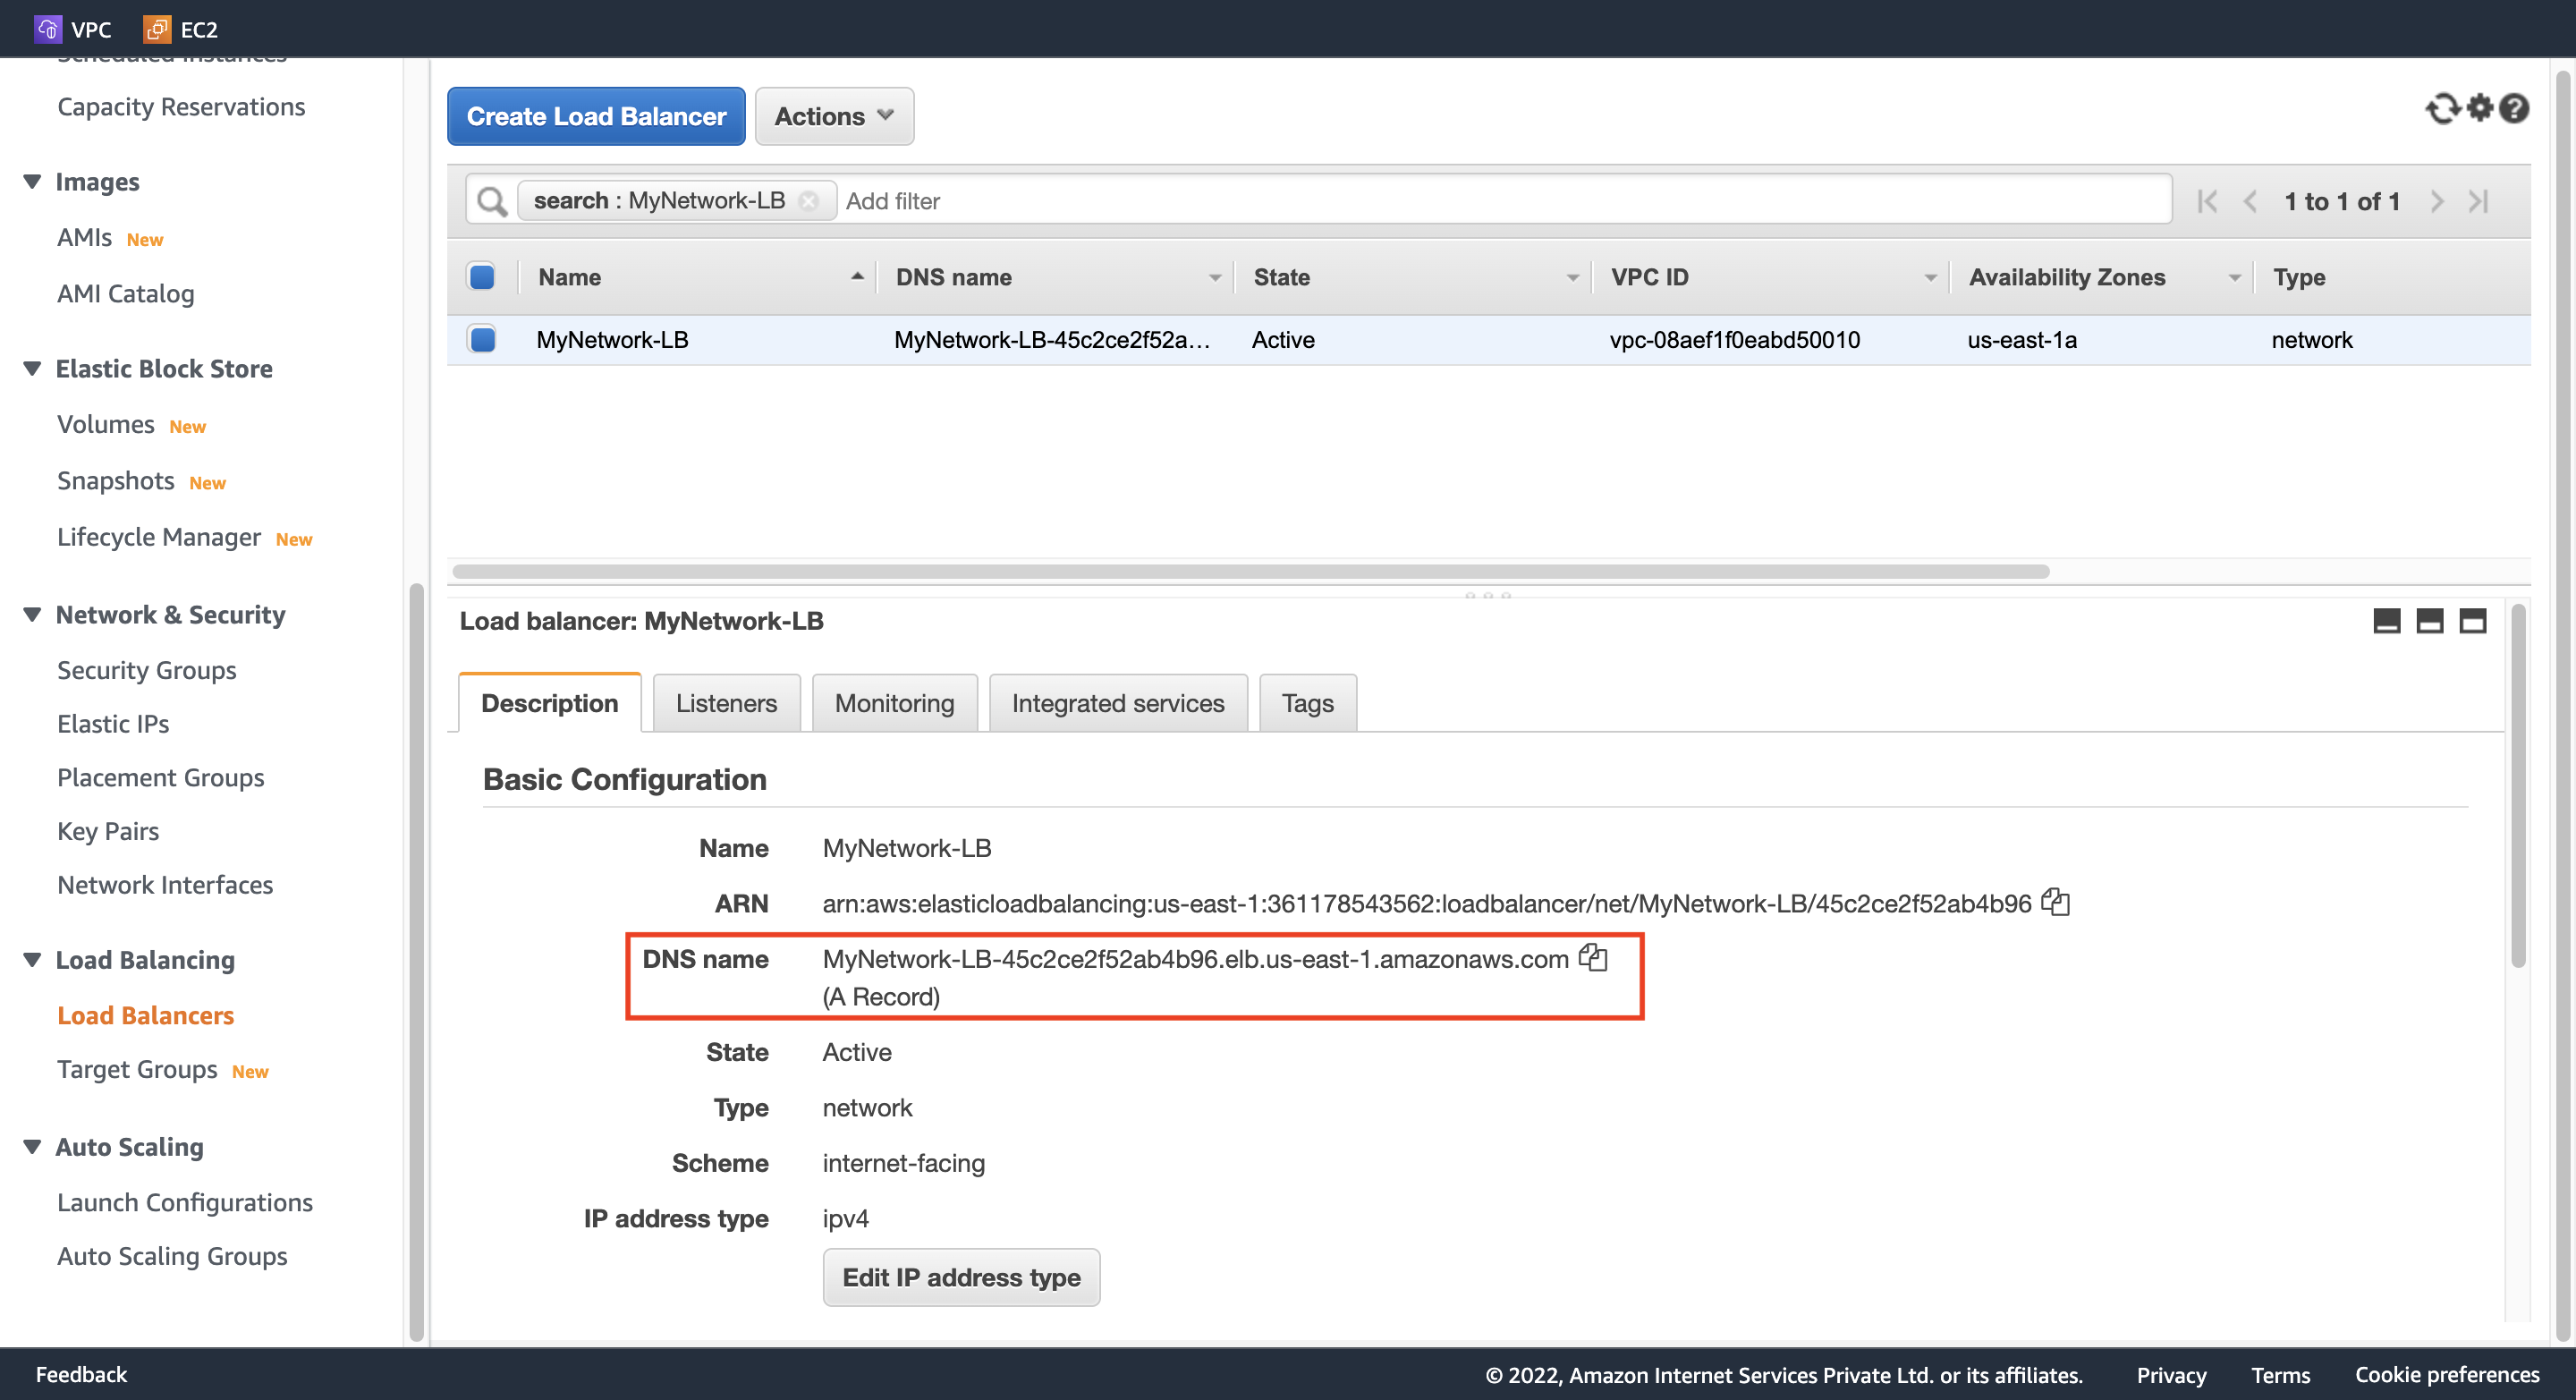 VPC
EC2
Scheduled Instances
Capacity Reservations
Images
AMIs New
AMI Catalog
Elastic Block Store
Volumes New
Snapshots New
Lifecycle Manager New
Network & Security
Security Groups
Elastic IPs
Placement Groups
Key Pairs
Network Interfaces
Load Balancing
Load Balancers
Target Groups New
Auto Scaling
Launch Configurations
Auto Scaling Groups
Create Load Balancer
Actions
search : MyNetwork-LB
Add filter
1 to 1 of 1
Name DNS name State VPC ID Availability Zones Type
MyNetwork-LB MyNetwork-LB-45c2ce2f52a... Active vpc-08aef1f0eabd50010 us-east-1a network
Load balancer: MyNetwork-LB
Description Listeners Monitoring Integrated services Tags
Basic Configuration
Name MyNetwork-LB
ARN arn:aws:elasticloadbalancing:us-east-1:361178543562:loadbalancer/net/MyNetwork-LB/45c2ce2f52ab4b96
DNS name MyNetwork-LB-45c2ce2f52ab4b96.elb.us-east-1.amazonaws.com
(A Record)
State Active
Type network
Scheme internet-facing
IP address type ipv4
Edit IP address type
Feedback
© 2022, Amazon Internet Services Private Ltd. or its affiliates. Privacy Terms Cookie preferences